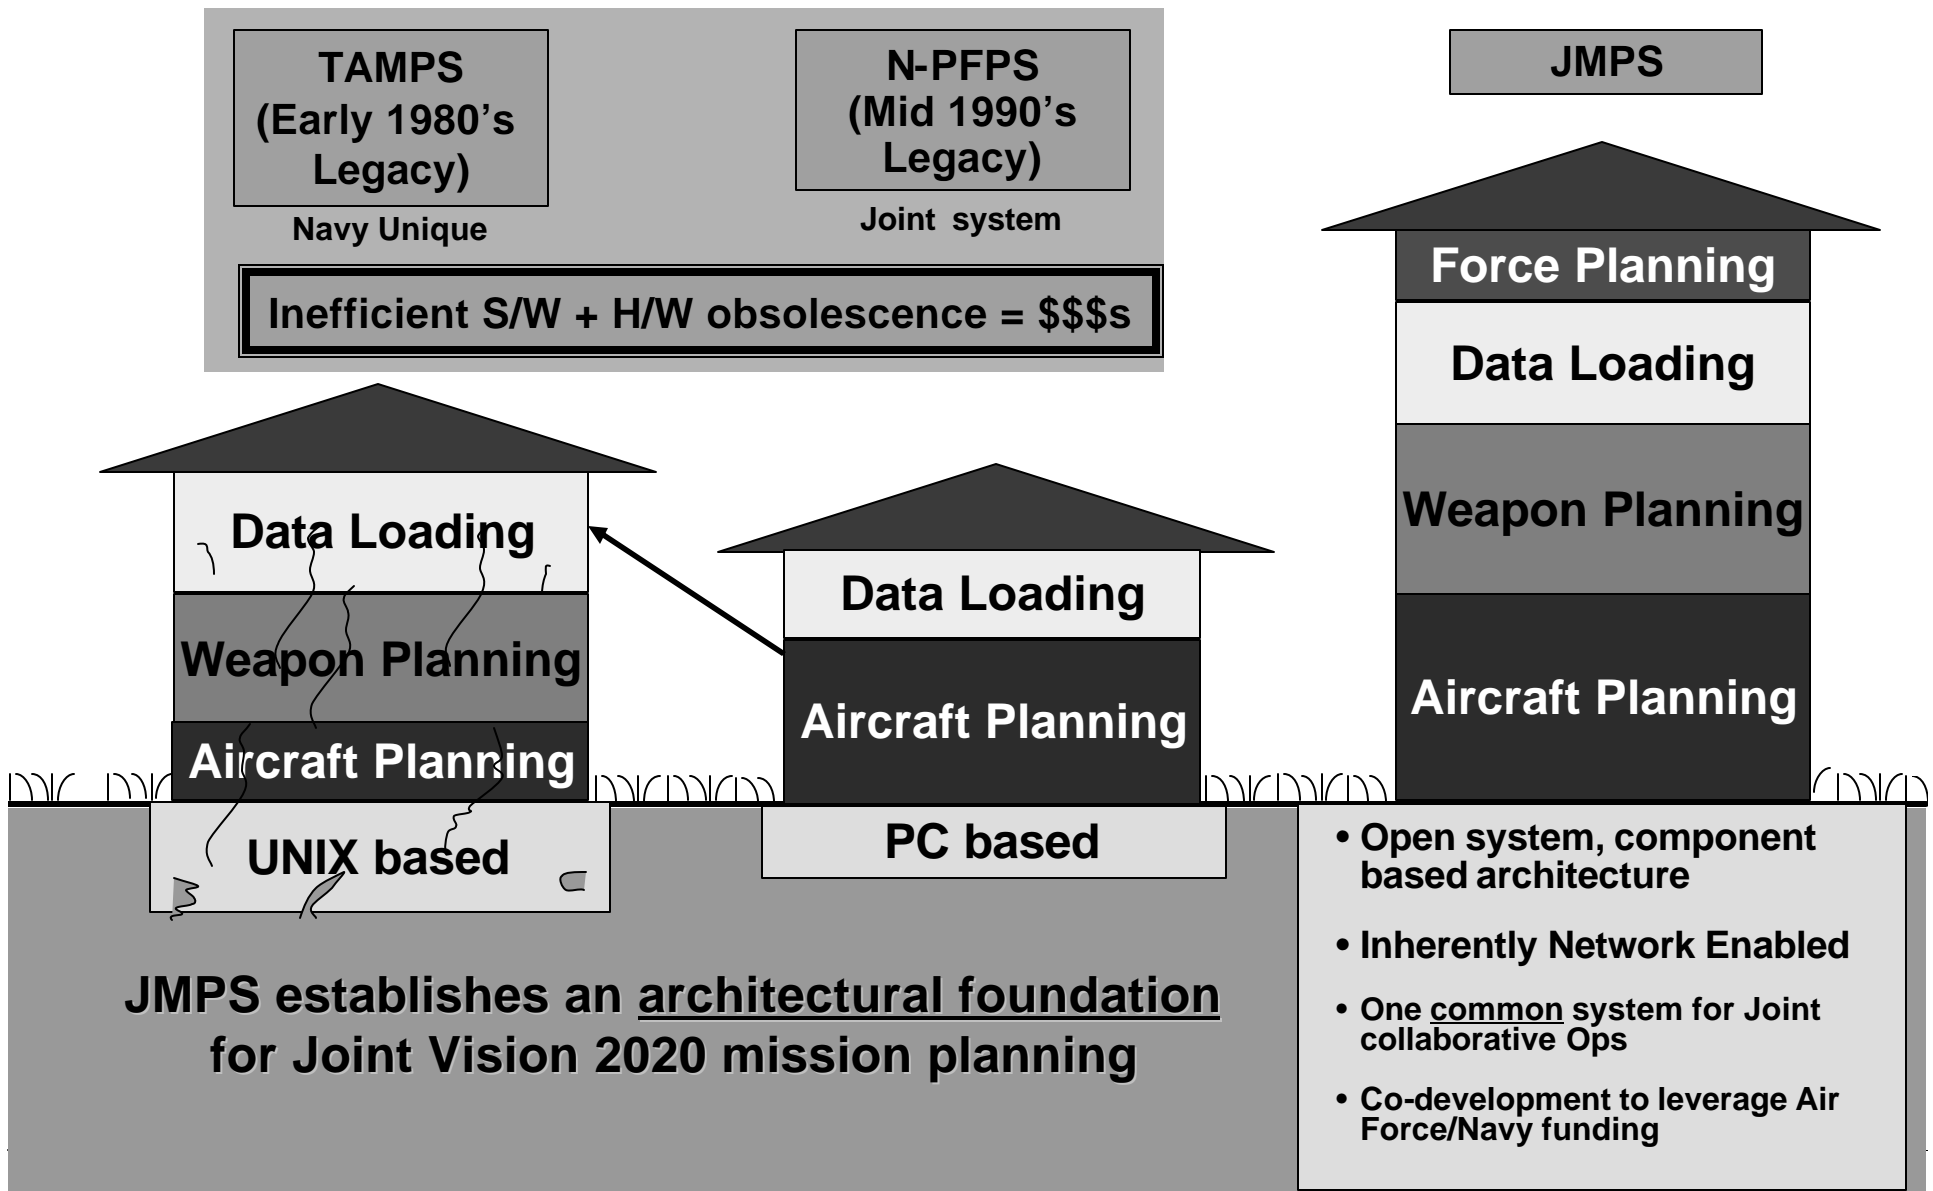 TAMPS
(Early 1980’s
Legacy)
Navy Unique
N-PFPS
(Mid 1990’s
Legacy)
Joint system
Inefficient S/W + H/W obsolescence = $$$s
JMPS
Data Loading
Weapon Planning
Aircraft Planning
UNIX based
Data Loading
Aircraft Planning
PC based
Force Planning
Data Loading
Weapon Planning
Aircraft Planning
• Open system, component
based architecture
• Inherently Network Enabled
• One common system for Joint
collaborative Ops
• Co-development to leverage Air
Force/Navy funding
JMPS establishes an architectural foundation
for Joint Vision 2020 mission planning